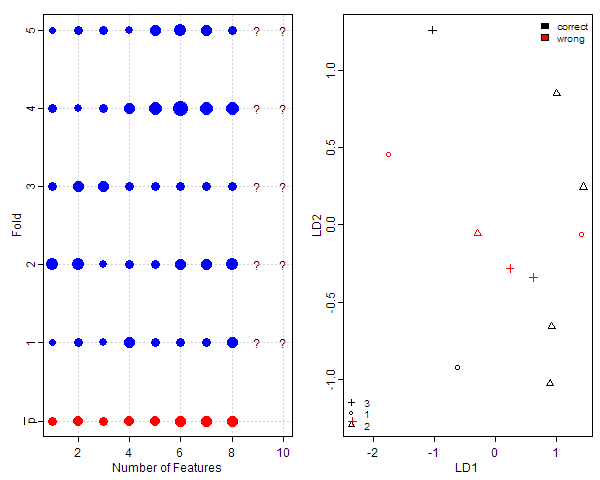 5
? ?
4
? ?
3
? ?
2
? ?
1
? ?
p̅
2 4 6 8 10
Number of Features
Fold
correct
wrong
1.0
0.5
0.0
-0.5
-1.0
LD2
3
1
2
-2 -1 0 1
LD1